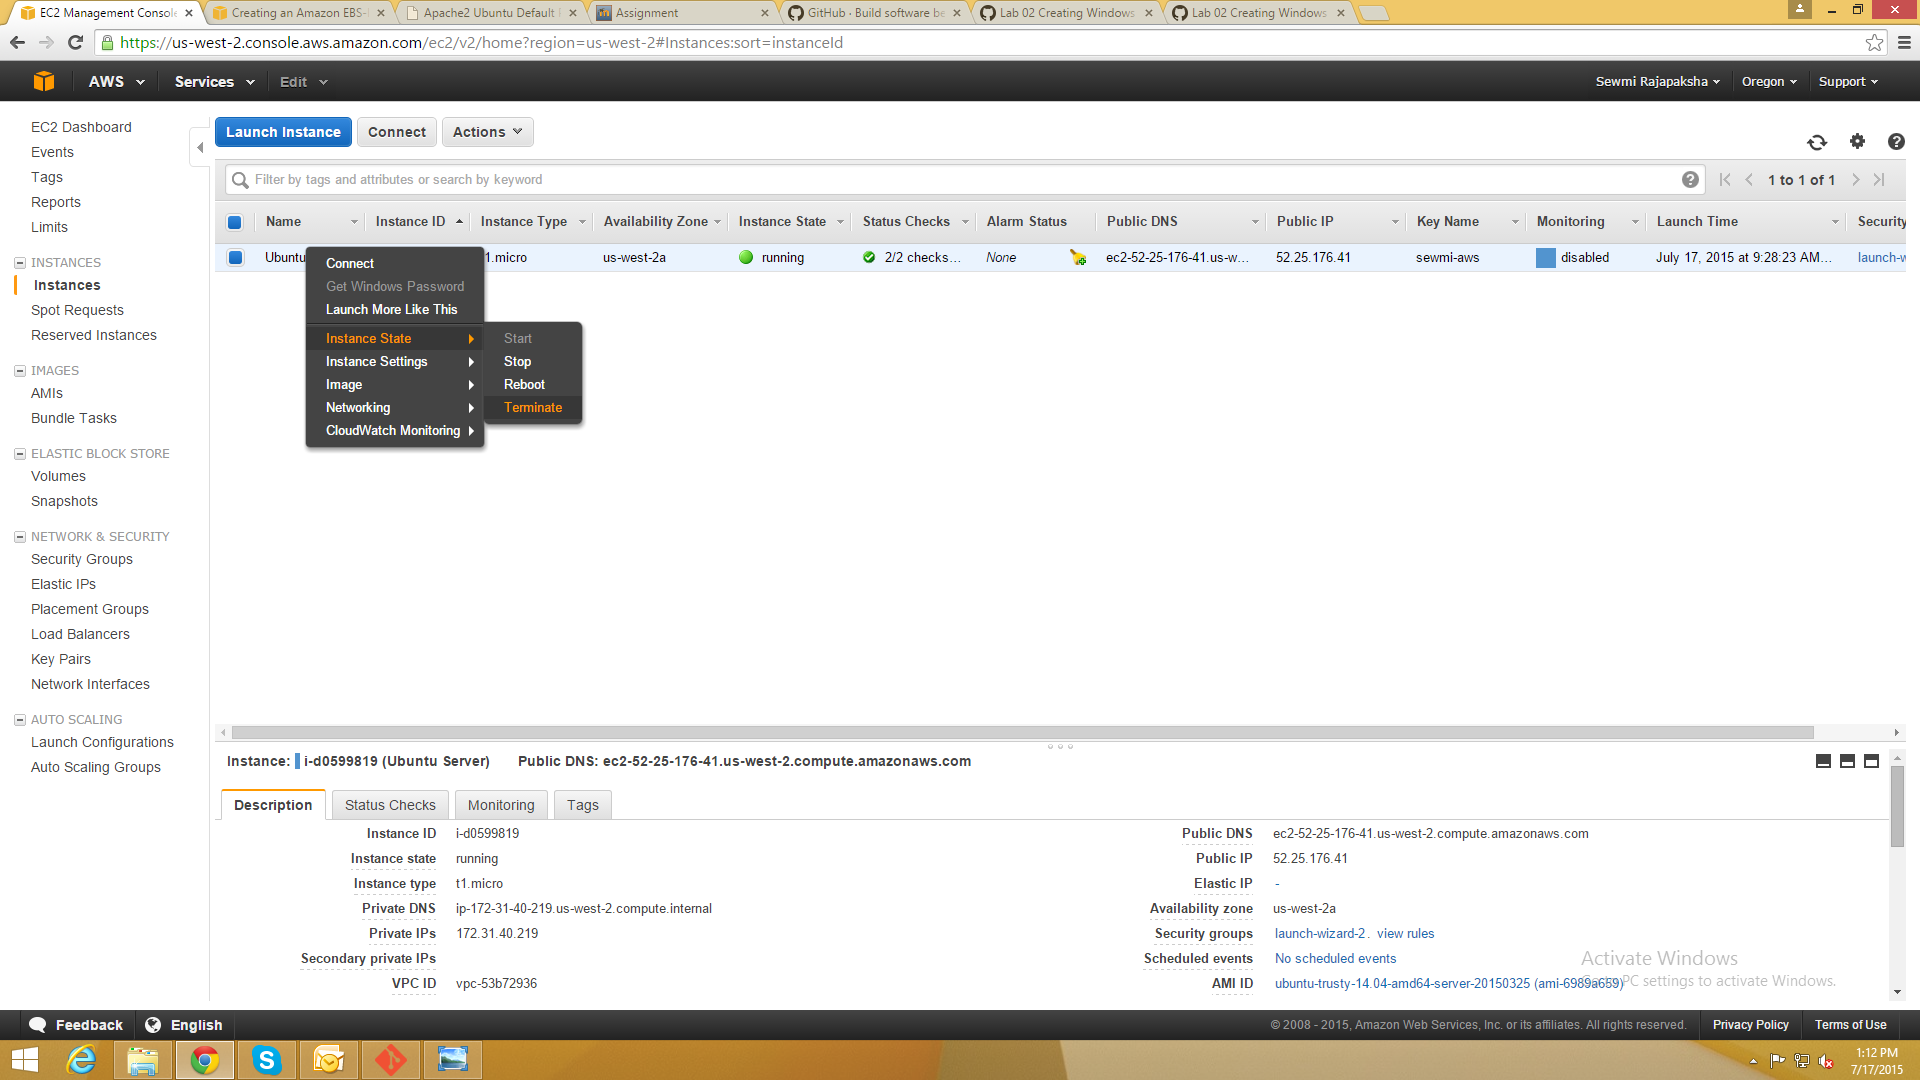 EC2 Management Console
Creating an Amazon EBS-
Apache2 Ubuntu Default
Assignment
GitHub · Build software be
Lab 02 Creating Windows
Lab 02 Creating Windows
https://us-west-2.console.aws.amazon.com/ec2/v2/home?region=us-west-2#Instances:sort=instanceId
AWS Services Edit
Sewmi Rajapaksha Oregon Support
EC2 Dashboard
Events
Tags
Reports
Limits
INSTANCES
Instances
Spot Requests
Reserved Instances
IMAGES
AMIs
Bundle Tasks
ELASTIC BLOCK STORE
Volumes
Snapshots
NETWORK & SECURITY
Security Groups
Elastic IPs
Placement Groups
Load Balancers
Key Pairs
Network Interfaces
AUTO SCALING
Launch Configurations
Auto Scaling Groups
Launch Instance Connect Actions
Filter by tags and attributes or search by keyword
1 to 1 of 1
Name Instance ID Instance Type Availability Zone Instance State Status Checks Alarm Status Public DNS Public IP Key Name Monitoring Launch Time Security
Ubuntu t1.micro us-west-2a running 2/2 checks... None ec2-52-25-176-41.us-w... 52.25.176.41 sewmi-aws disabled July 17, 2015 at 9:28:23 AM... launch-w
Connect
Get Windows Password
Launch More Like This
Instance State
Instance Settings
Image
Networking
CloudWatch Monitoring
Start
Stop
Reboot
Terminate
Instance: i-d0599819 (Ubuntu Server) Public DNS: ec2-52-25-176-41.us-west-2.compute.amazonaws.com
Description Status Checks Monitoring Tags
Instance ID i-d0599819
Instance state running
Instance type t1.micro
Private DNS ip-172-31-40-219.us-west-2.compute.internal
Private IPs 172.31.40.219
Secondary private IPs
VPC ID vpc-53b72936
Public DNS ec2-52-25-176-41.us-west-2.compute.amazonaws.com
Public IP 52.25.176.41
Elastic IP -
Availability zone us-west-2a
Security groups launch-wizard-2. view rules
Scheduled events No scheduled events
AMI ID ubuntu-trusty-14.04-amd64-server-20150325 (ami-6989a659)
Activate Windows
Go to PC settings to activate Windows.
Feedback English
© 2008 - 2015, Amazon Web Services, Inc. or its affiliates. All rights reserved. Privacy Policy Terms of Use
1:12 PM
7/17/2015